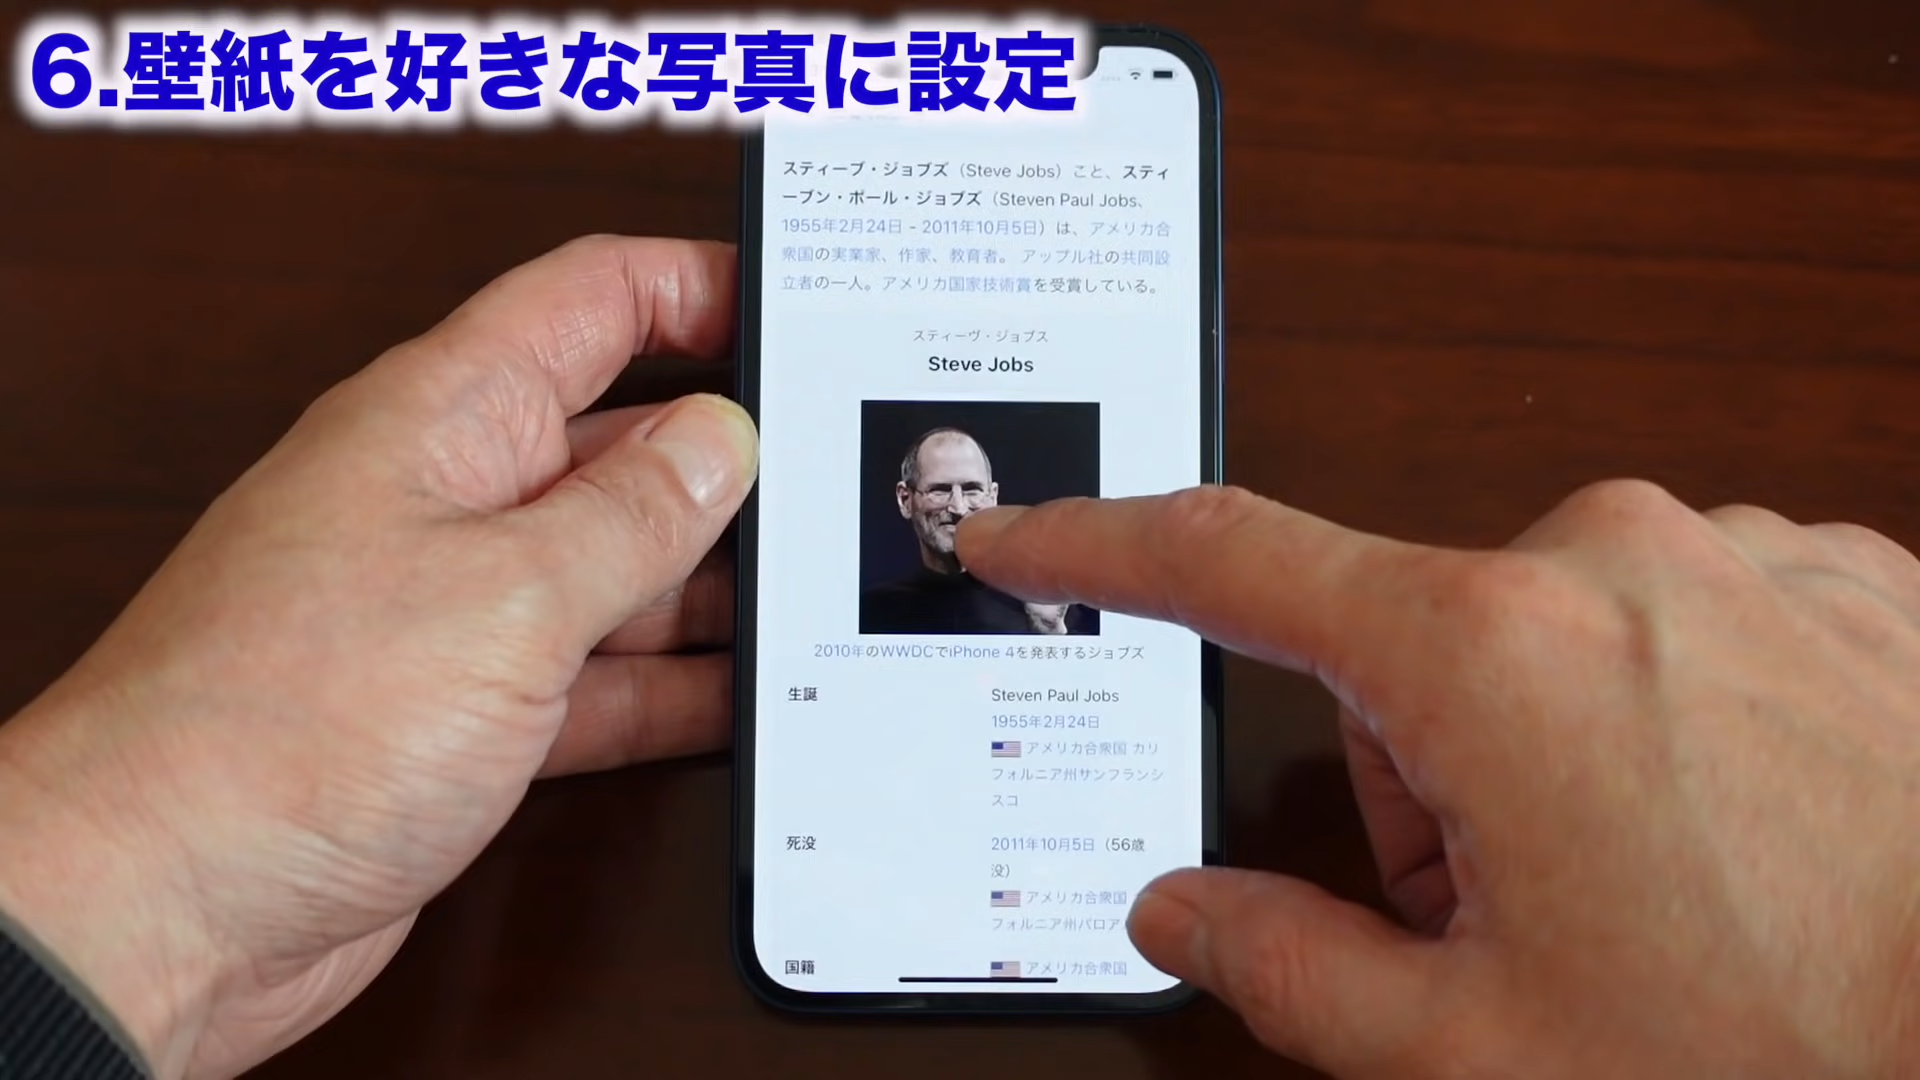 6.壁紙を好きな写真に設定
スティーブ・ジョブズ（Steve Jobs）こと、スティ
ーブン・ポール・ジョブズ（Steven Paul Jobs、
1955年2月24日 - 2011年10月5日）は、アメリカ合
衆国の実業家、作家、教育者。 アップル社の共同設
立者の一人。アメリカ国家技術賞を受賞している。
スティーヴ・ジョブス
Steve Jobs
2010年のWWDCでiPhone 4を発表するジョブズ
生誕
Steven Paul Jobs
1955年2月24日
アメリカ合衆国 カリ
フォルニア州サンフランシ
スコ
死没
2011年10月5日（56歳
没）
アメリカ合衆国
フォルニア州パロア
国籍
アメリカ合衆国